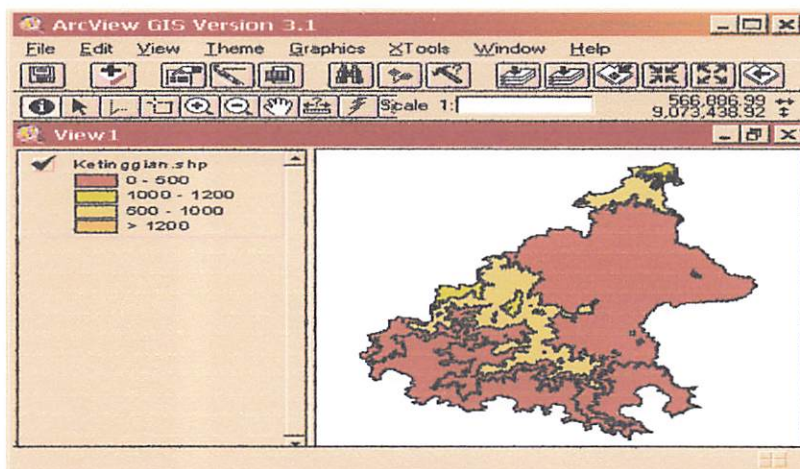 ArcView GIS Version 3.1
File Edit View Theme Graphics XTools Window Help
Scale 1:
566,886.99
9,073,438.92
View1
Ketinggian.shp
0 - 500
1000 - 1200
500 - 1000
> 1200